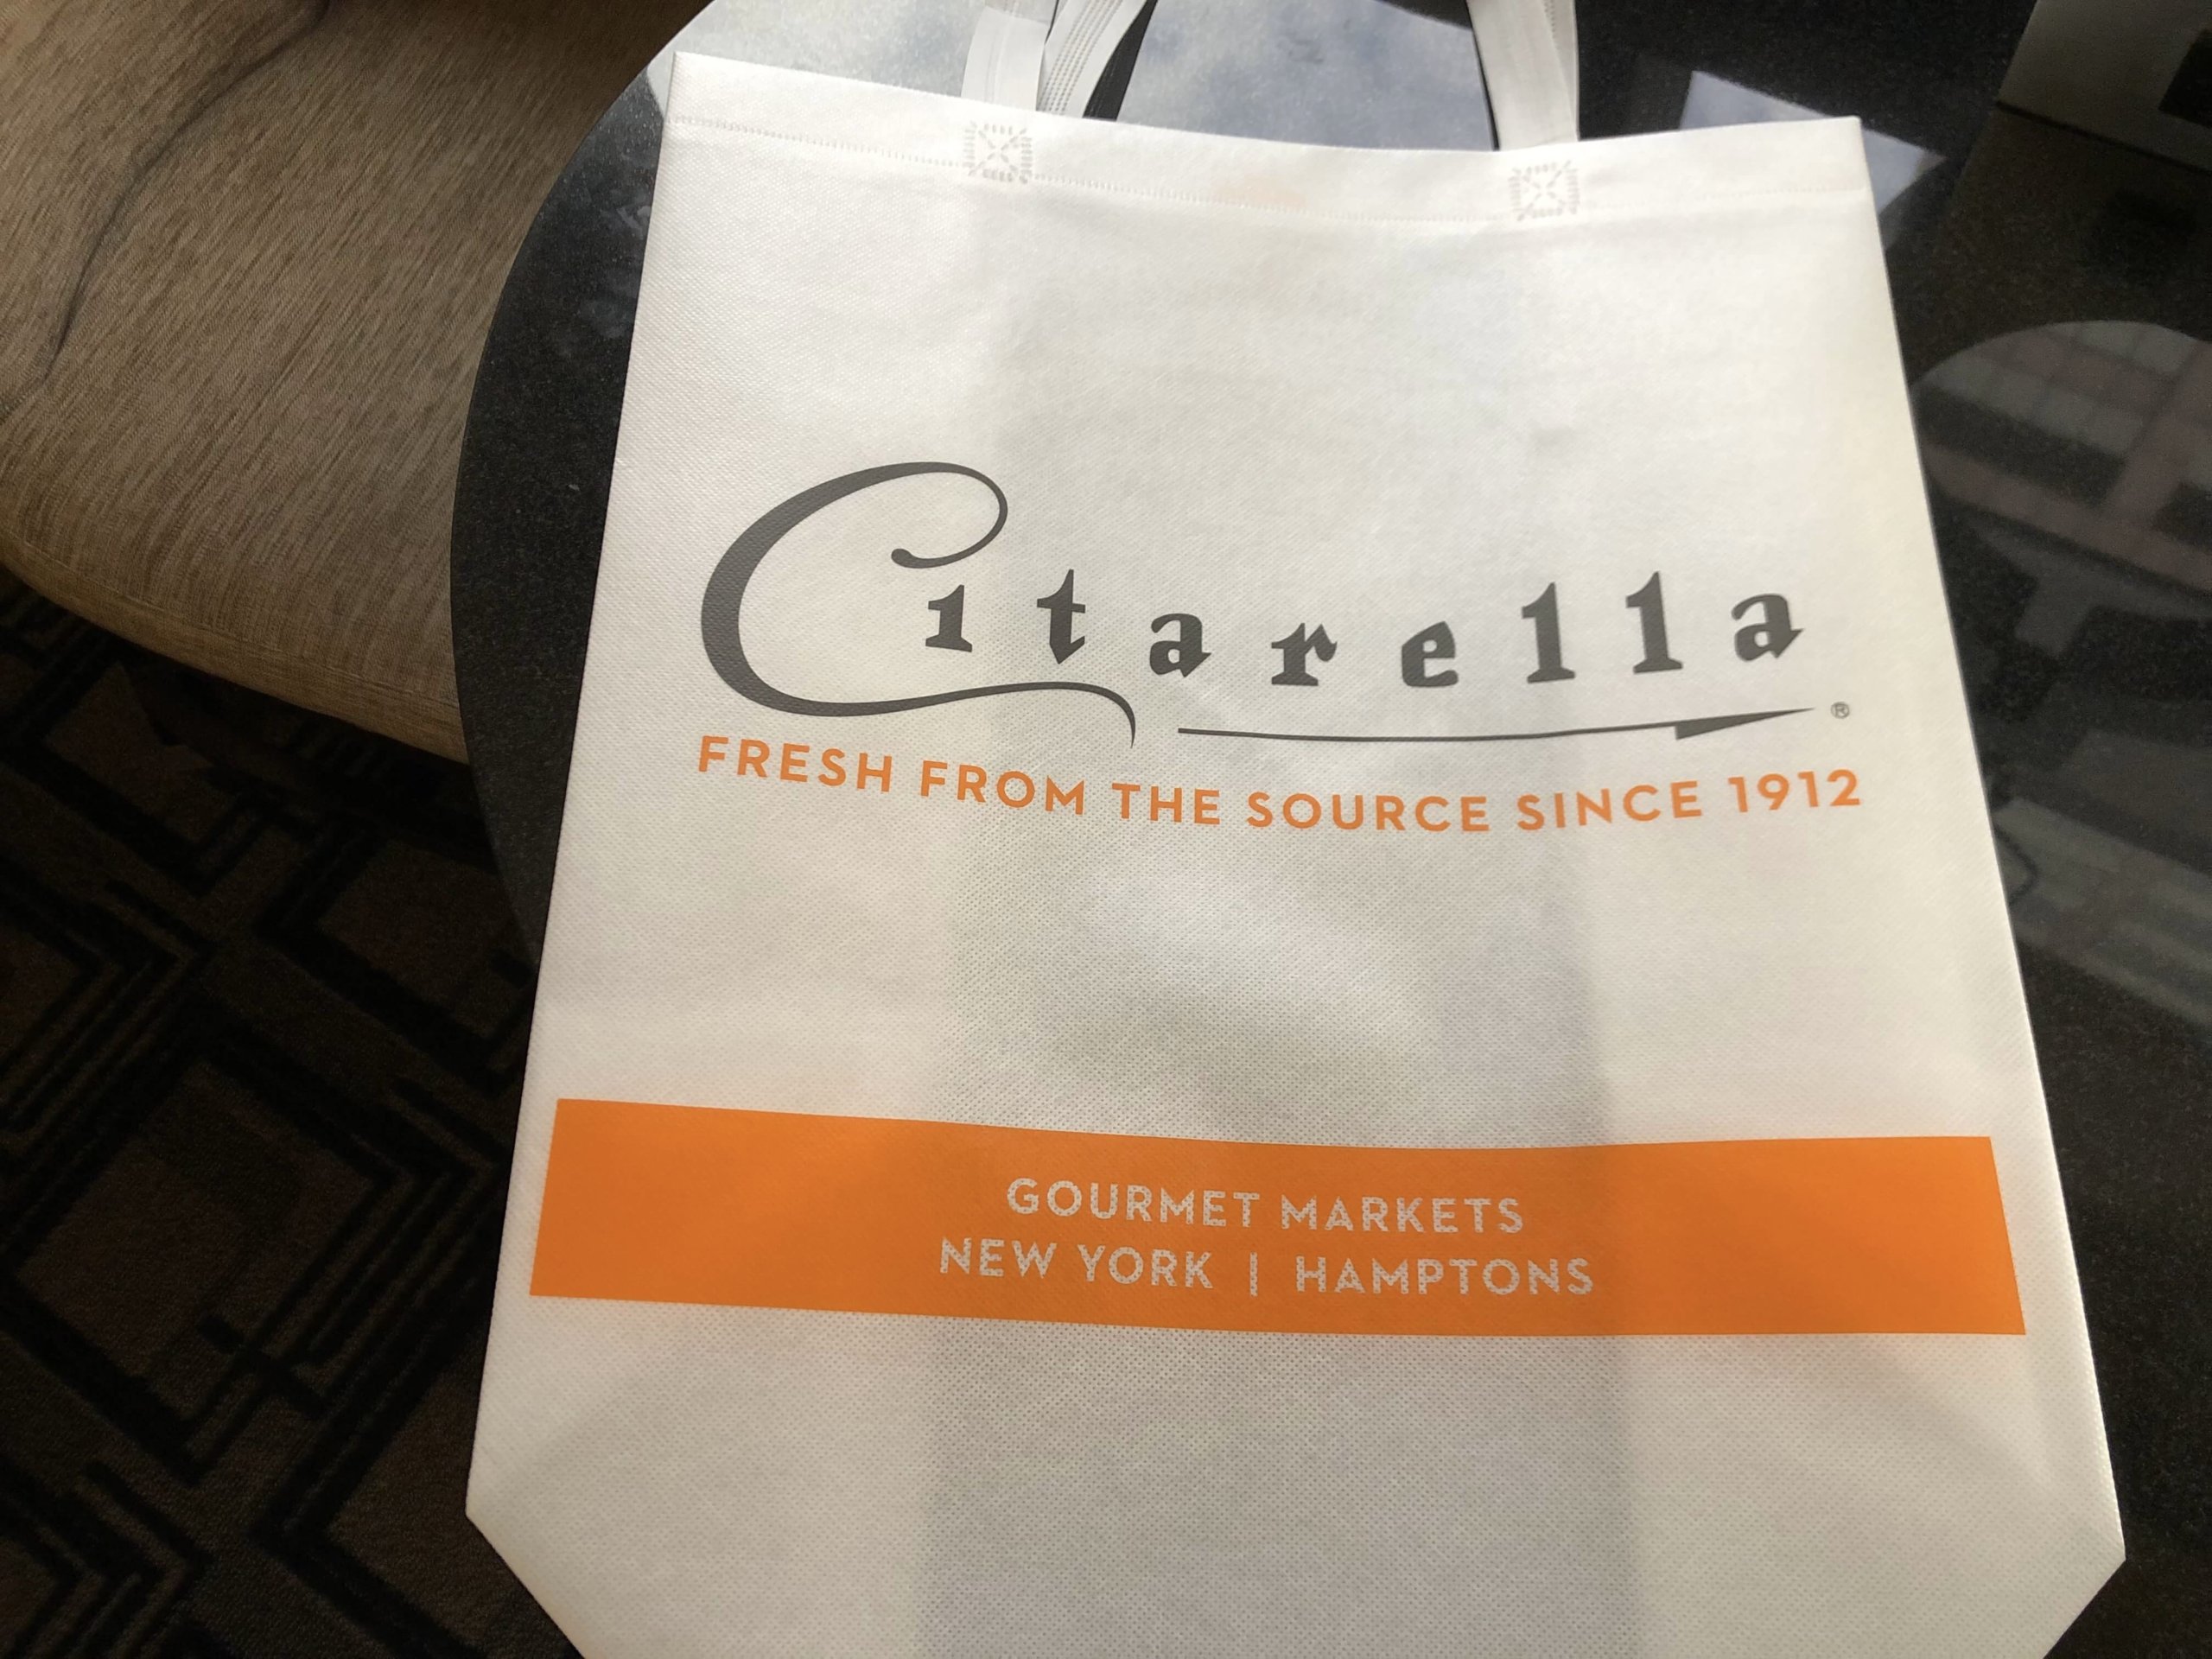 Citarella®
FRESH FROM THE SOURCE SINCE 1912
GOURMET MARKETS
NEW YORK | HAMPTONS